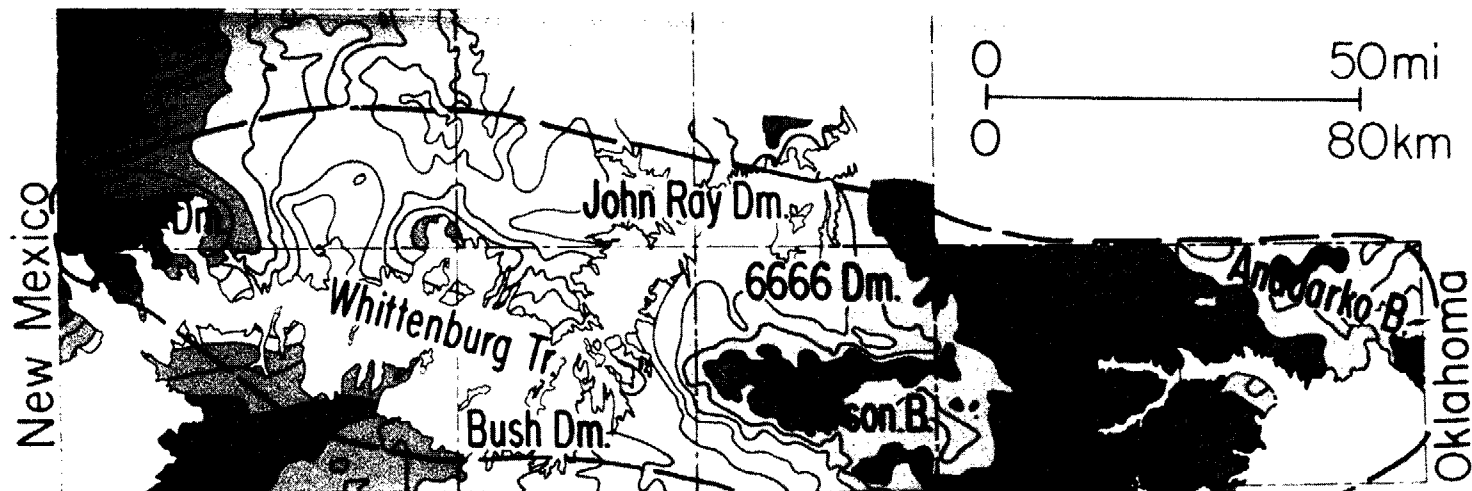 0 50mi
0 80km
New Mexico
Dm.
John Ray Dm.
6666 Dm.
Anadarko B.
Whittenburg Tr.
son B.
Bush Dm.
Oklahoma